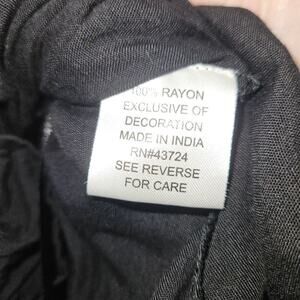 100% RAYON
EXCLUSIVE OF
DECORATION
MADE IN INDIA
RN#43724
SEE REVERSE
FOR CARE